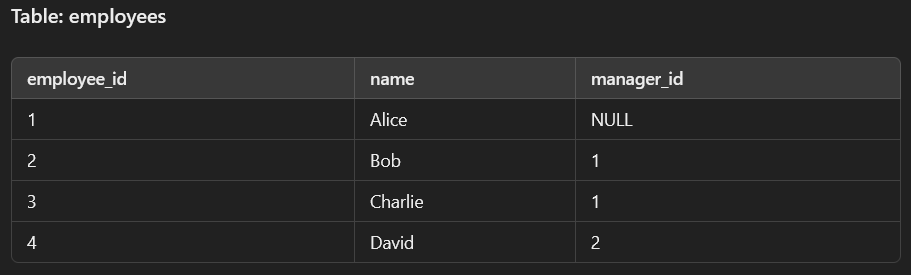 Table: employees
employee_id name manager_id
1 Alice NULL
2 Bob 1
3 Charlie 1
4 David 2